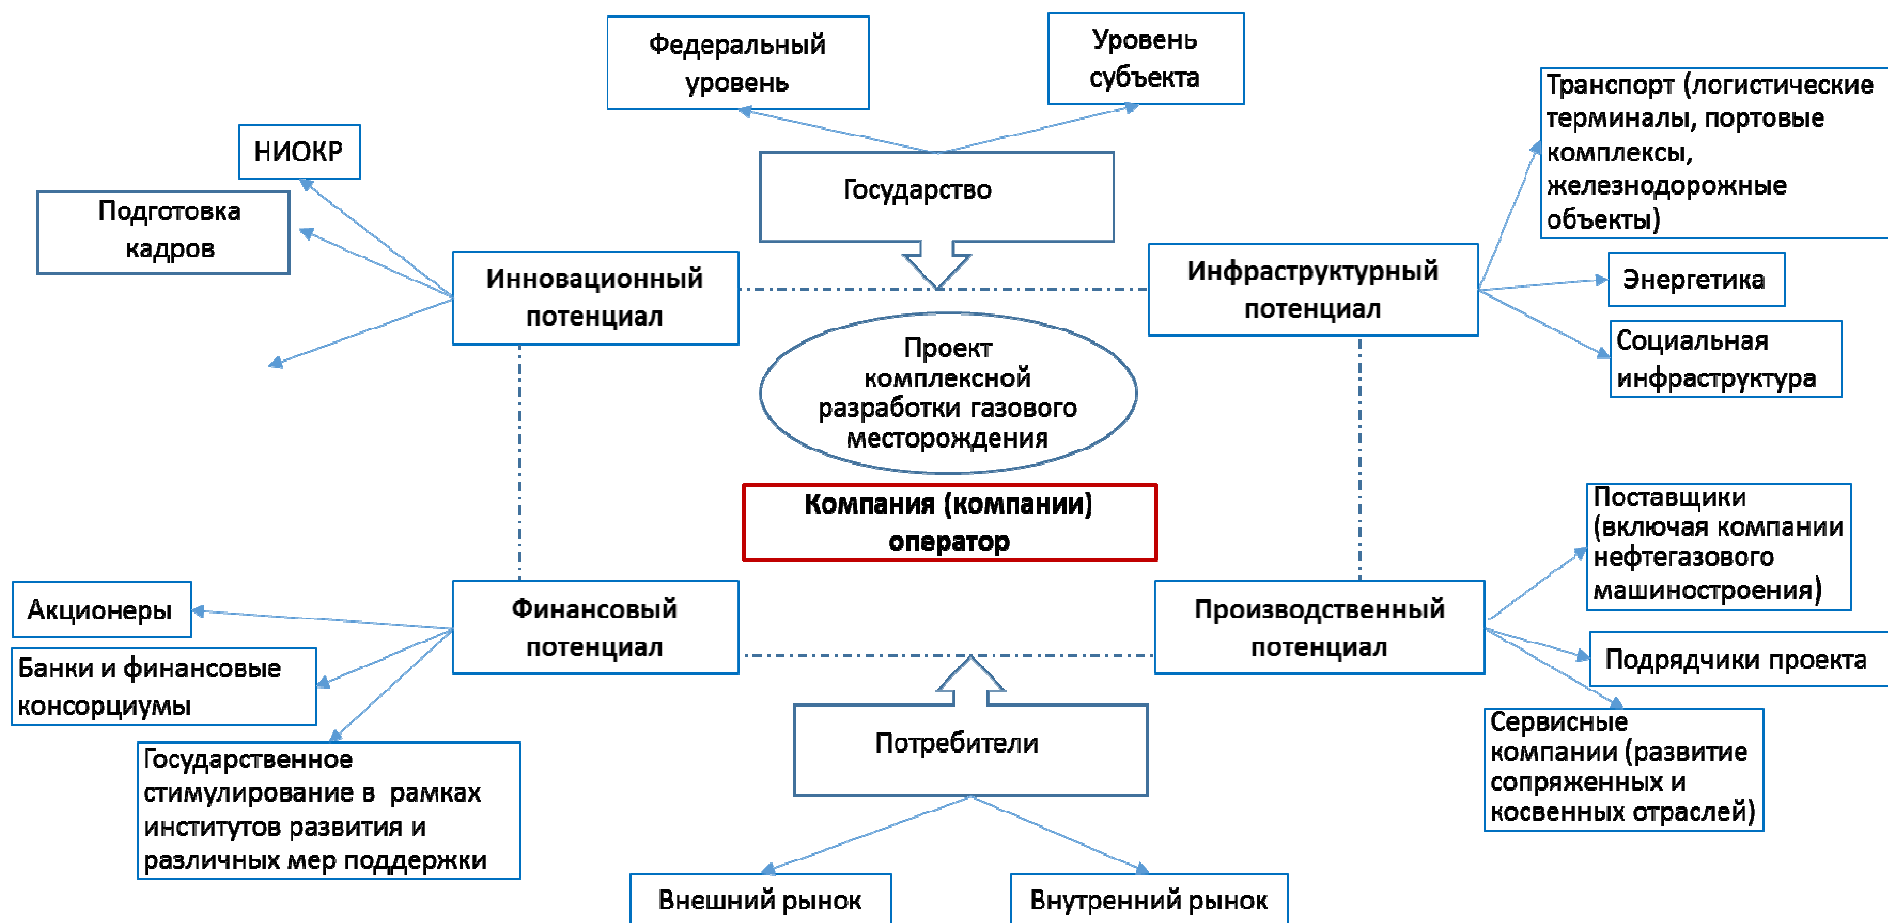 Федеральный
уровень
Уровень
субъекта
НИОКР
Подготовка
кадров
Государство
Транспорт (логистические
терминалы, портовые
комплексы,
железнодорожные
объекты)
Инновационный
потенциал
Инфраструктурный
потенциал
Энергетика
Социальная
инфраструктура
Проект
комплексной
разработки газового
месторождения
Компания (компании)
оператор
Поставщики
(включая компании
нефтегазового
машиностроения)
Акционеры
Финансовый
потенциал
Производственный
потенциал
Подрядчики проекта
Банки и финансовые
консорциумы
Потребители
Сервисные
компании (развитие
сопряженных и
косвенных отраслей)
Государственное
стимулирование в рамках
институтов развития и
различных мер поддержки
Внешний рынок
Внутренний рынок